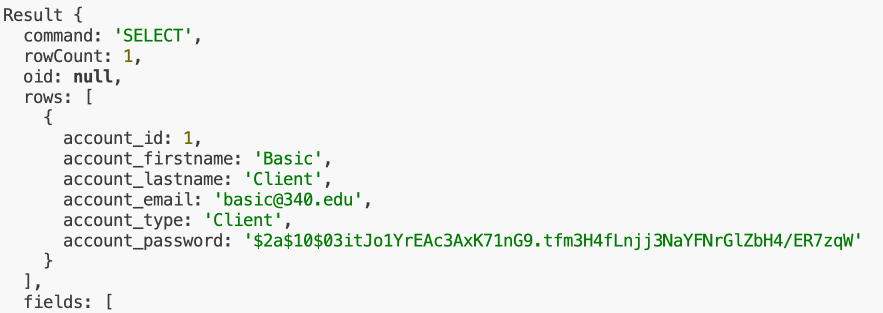 Result {
  command: 'SELECT',
  rowCount: 1,
  oid: null,
  rows: [
    {
      account_id: 1,
      account_firstname: 'Basic',
      account_lastname: 'Client',
      account_email: 'basic@340.edu',
      account_type: 'Client',
      account_password: '$2a$10$03itJo1YrEAc3AxK71nG9.tfm3H4fLnjj3NaYFNrGlZbH4/ER7zqW'
    }
  ],
  fields: [